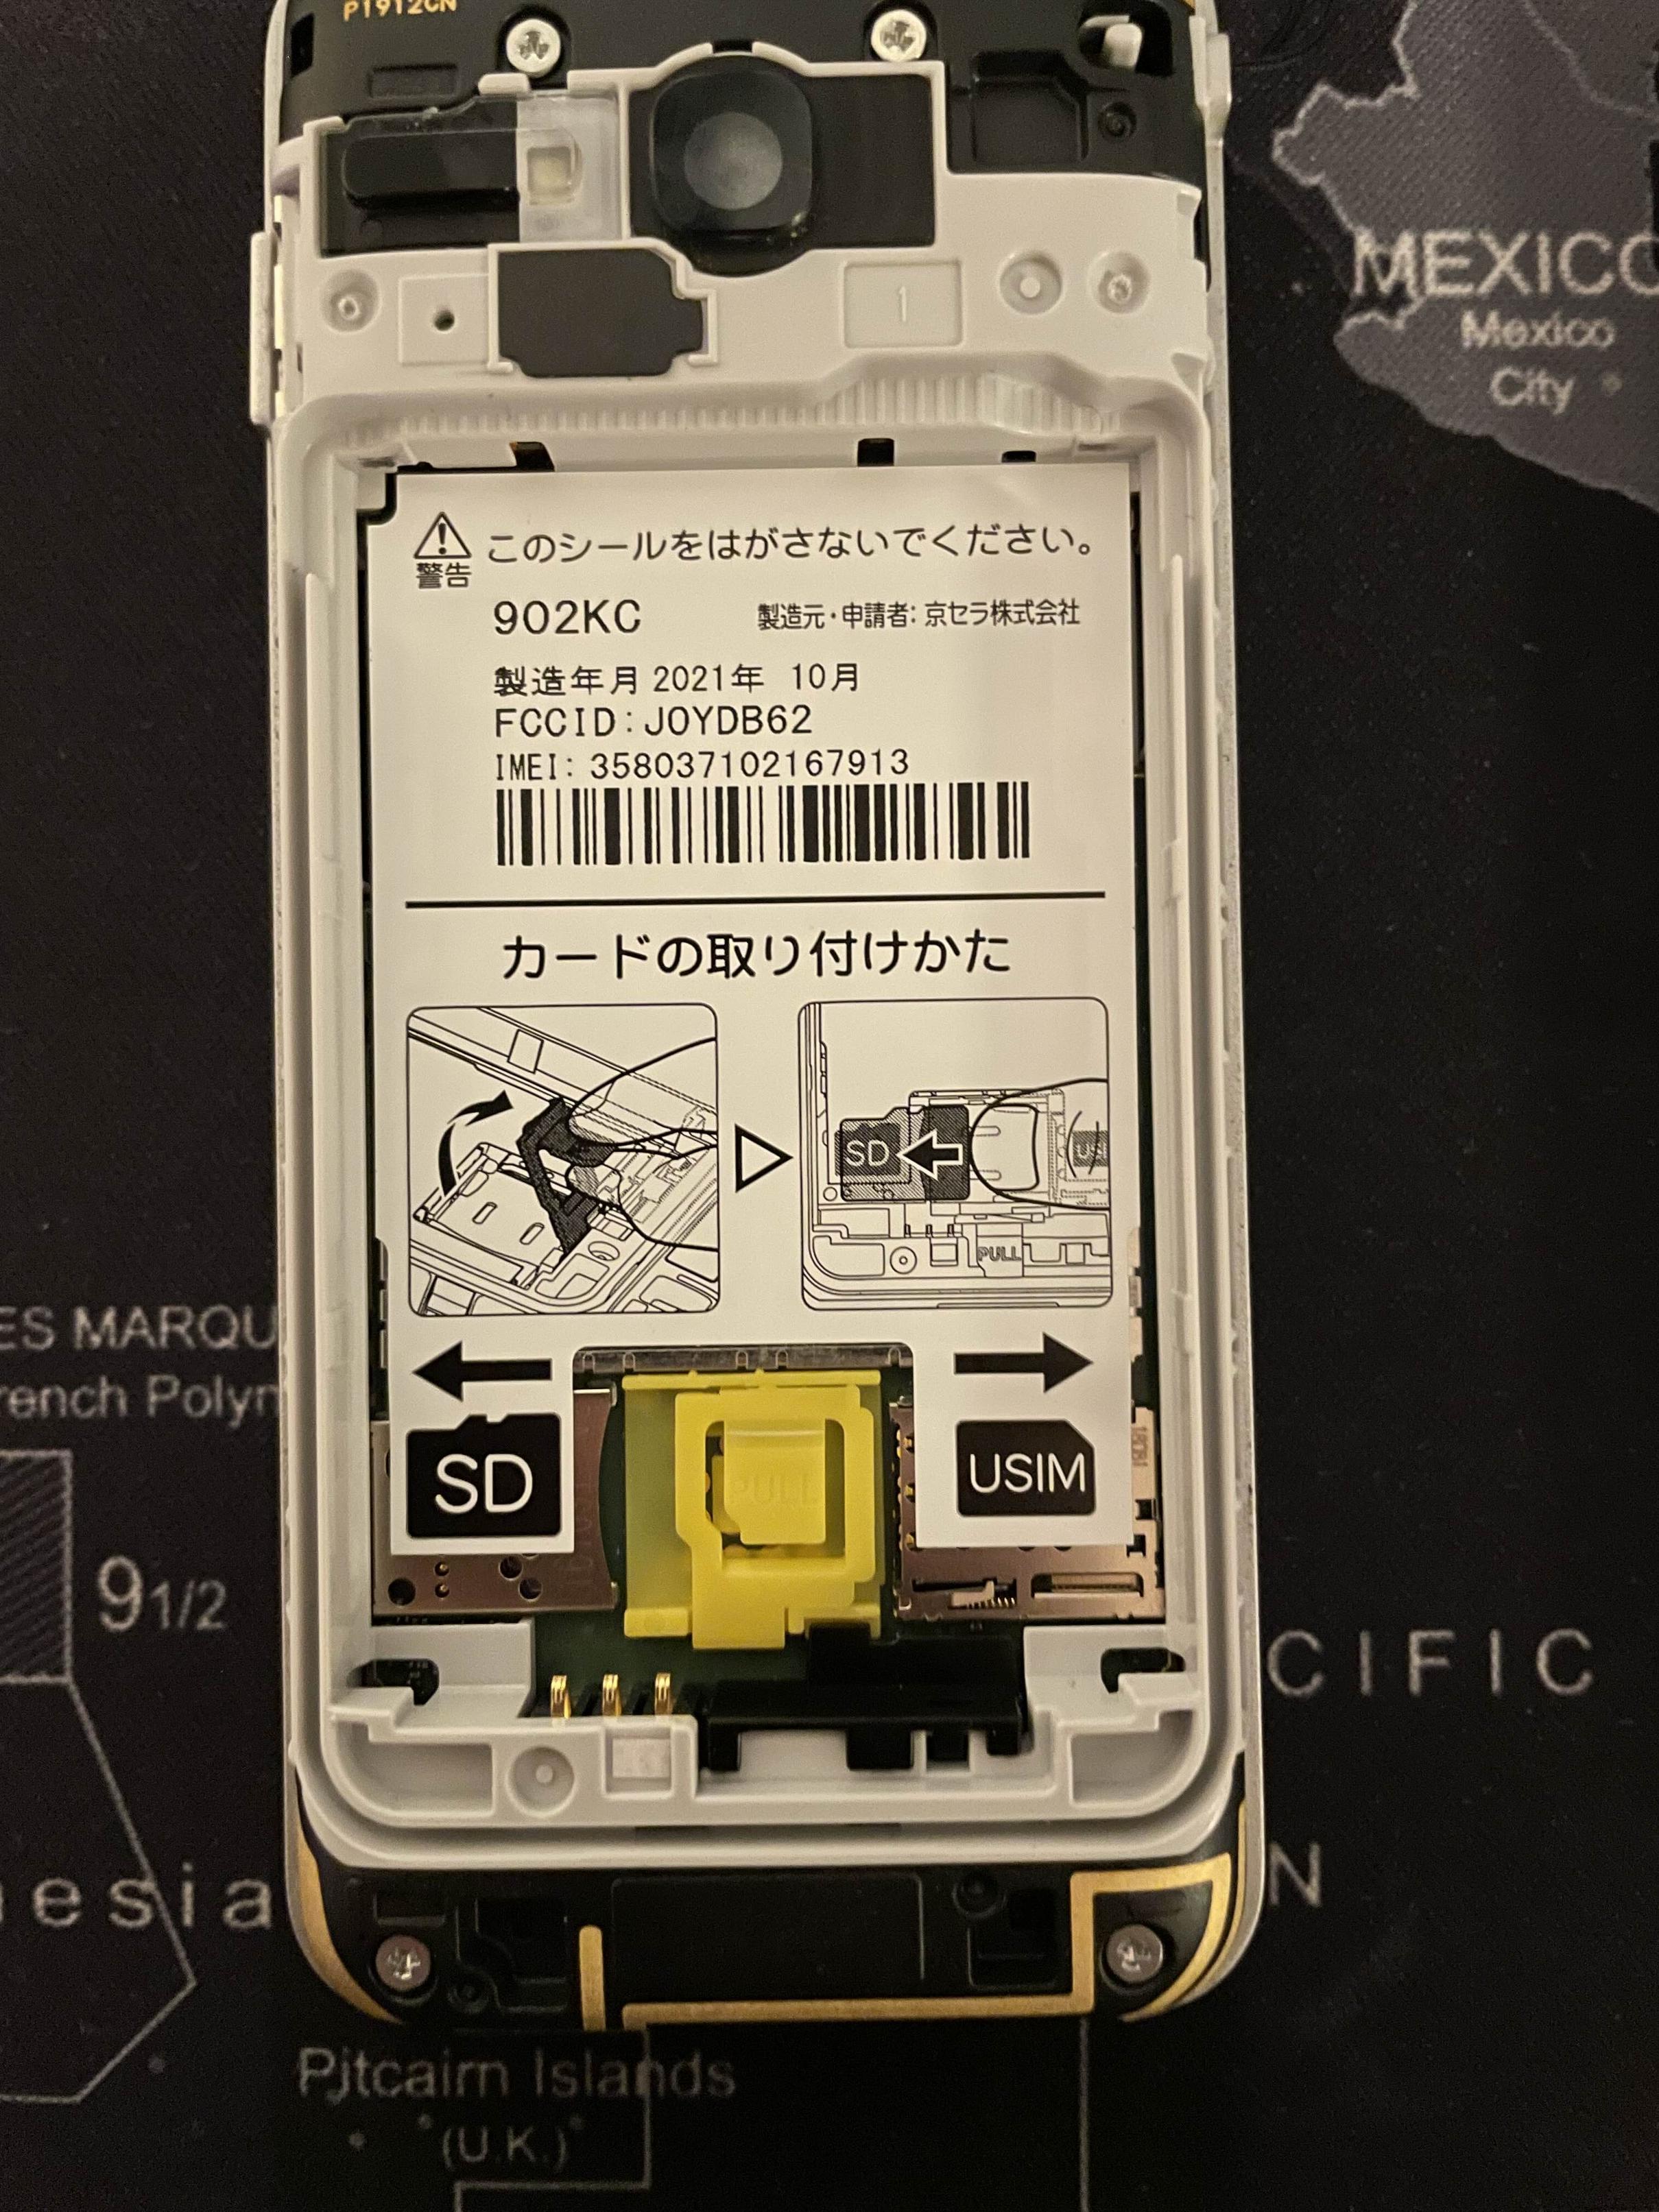 P1912CN
MEXICO
Mexico
City
1
このシールをはがさないでください。
警告
902KC 製造元・申請者: 京セラ株式会社
製造年月 2021年 10月
FCCID: JOYDB62
IMEI: 358037102167913
カードの取り付けかた
SD
PULL
SD
USIM
PULL
ES MARQU
rench Polyn
9 1/2
CIFIC
esia
N
Pitcairn Islands
(U.K.)